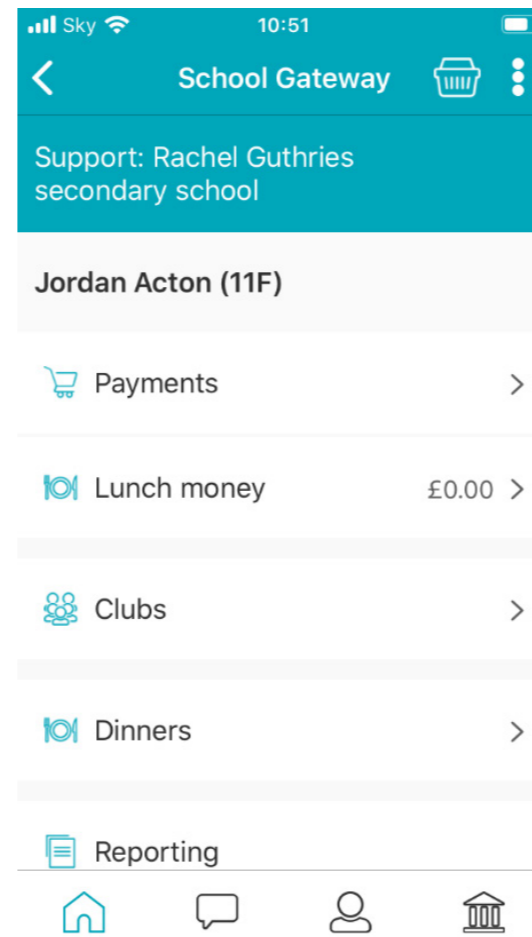 Sky 10:51
School Gateway
Support: Rachel Guthries
secondary school
Jordan Acton (11F)
Payments
Lunch money £0.00
Clubs
Dinners
Reporting